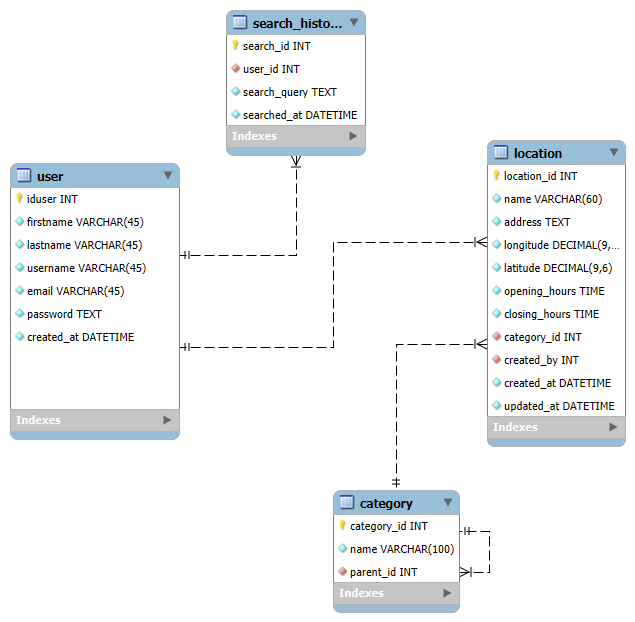 search_histo...
search_id INT
user_id INT
search_query TEXT
searched_at DATETIME
Indexes
user
iduser INT
firstname VARCHAR(45)
lastname VARCHAR(45)
username VARCHAR(45)
email VARCHAR(45)
password TEXT
created_at DATETIME
Indexes
location
location_id INT
name VARCHAR(60)
address TEXT
longitude DECIMAL(9,...
latitude DECIMAL(9,6)
opening_hours TIME
closing_hours TIME
category_id INT
created_by INT
created_at DATETIME
updated_at DATETIME
Indexes
category
category_id INT
name VARCHAR(100)
parent_id INT
Indexes